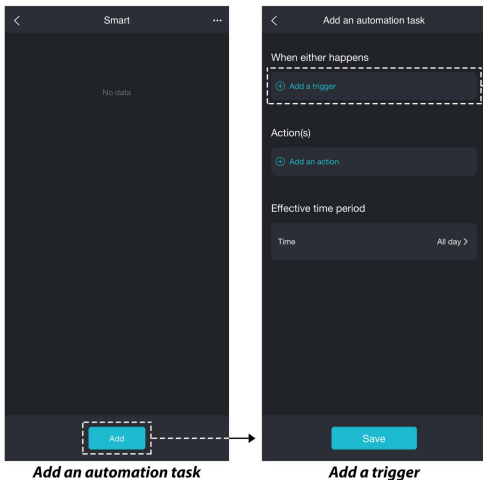 Smart
No data
Add
Add an automation task
Add an automation task
When either happens
Add a trigger
Action(s)
Add an action
Effective time period
Time All day
Save
Add a trigger